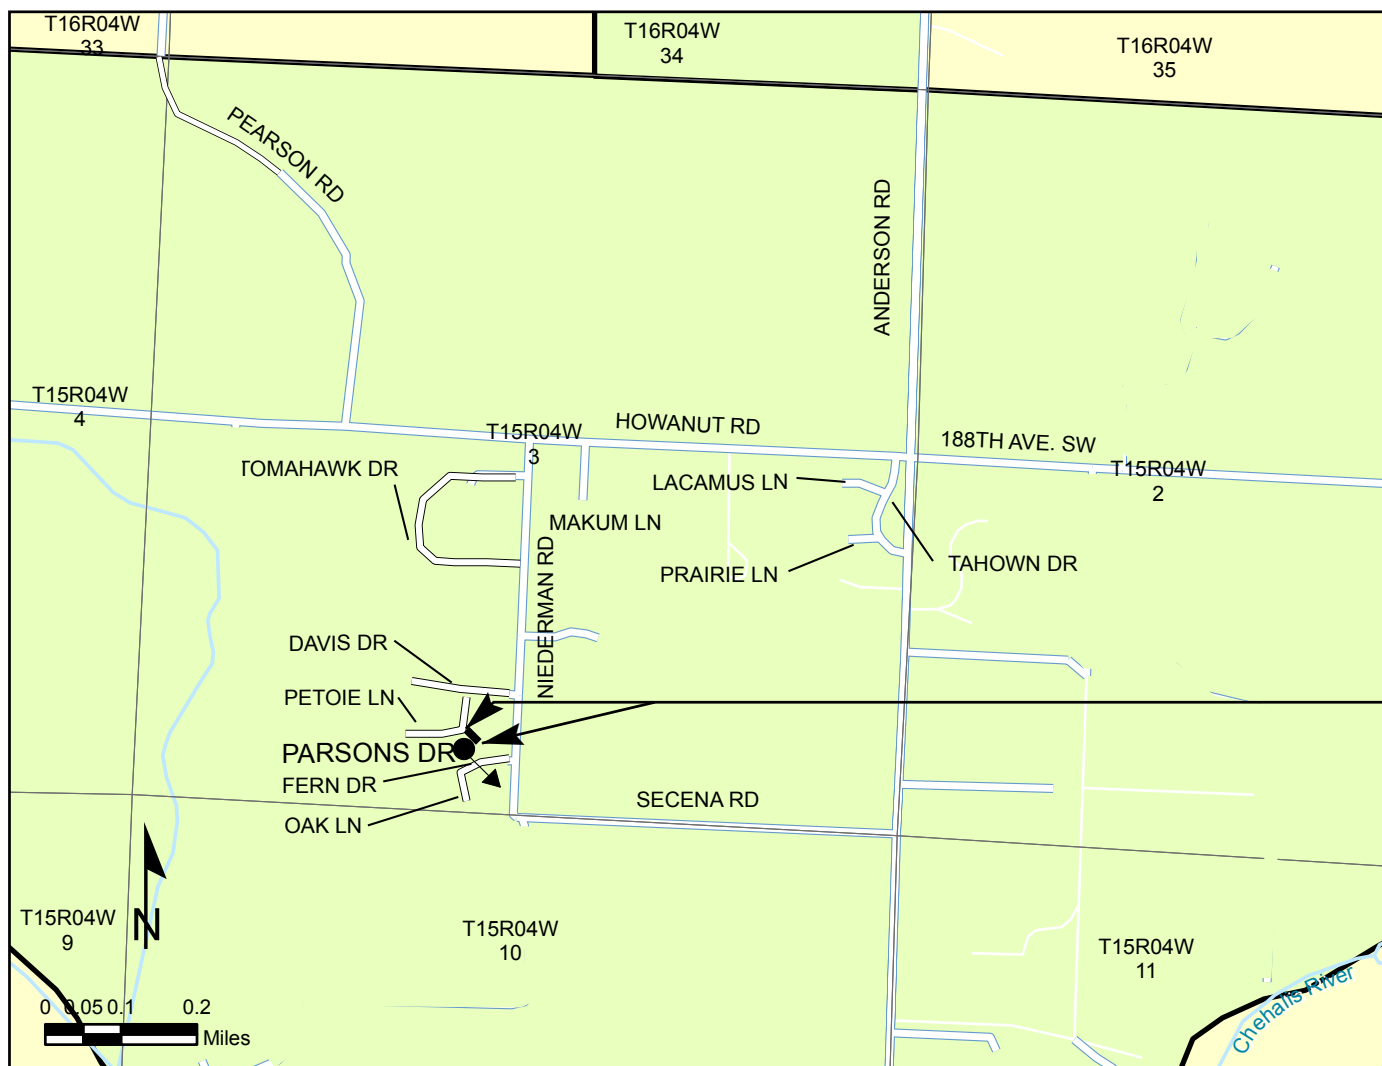 T16R04W
33
T16R04W
34
T16R04W
35
PEARSON RD
ANDERSON RD
T15R04W
4
HOWANUT RD
T15R04W
3
188TH AVE. SW
T15R04W
2
TOMAHAWK DR
LACAMUS LN
MAKUM LN
NIEDERMAN RD
PRAIRIE LN
TAHOWN DR
DAVIS DR
PETOIE LN
PARSONS DR
FERN DR
OAK LN
SECENA RD
T15R04W
9
N
T15R04W
10
T15R04W
11
Chehalis River
0 0.05 0.1 0.2
Miles